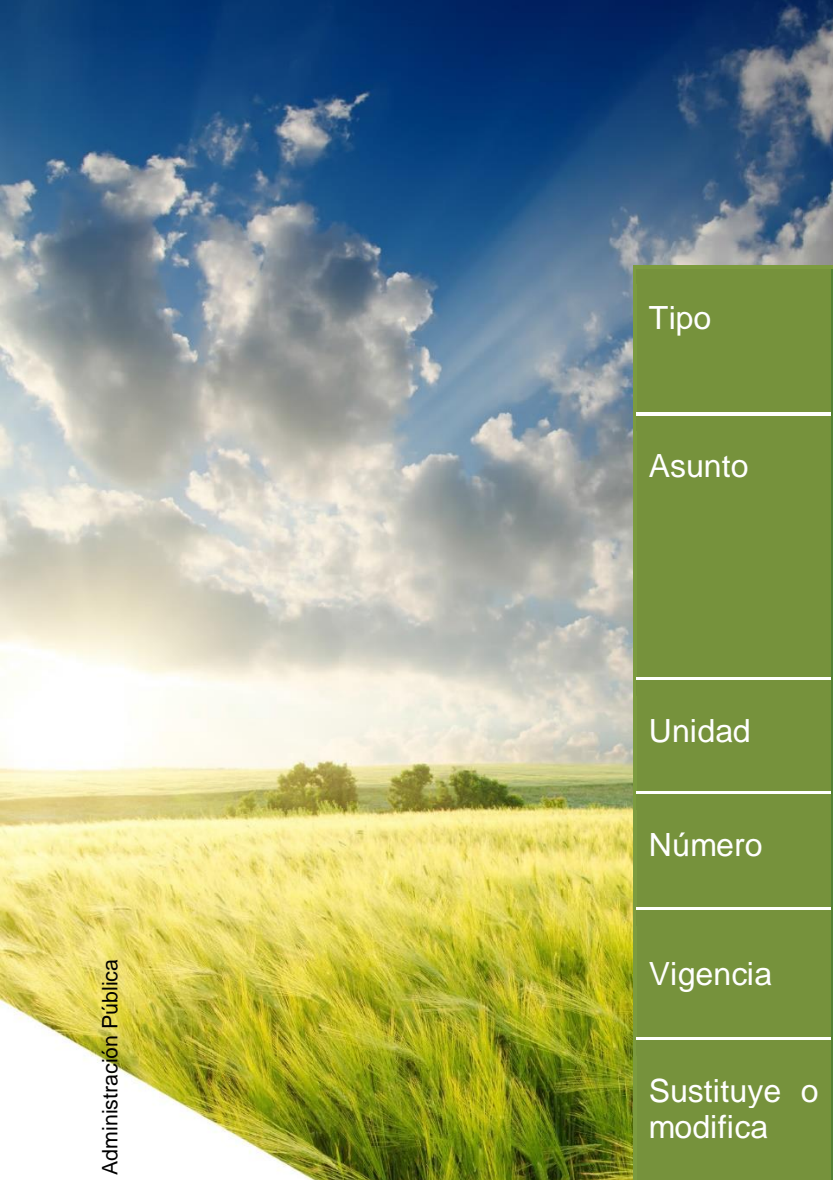 Tipo
Asunto
Unidad
Número
Vigencia
Sustituye o
modifica
Administración Pública